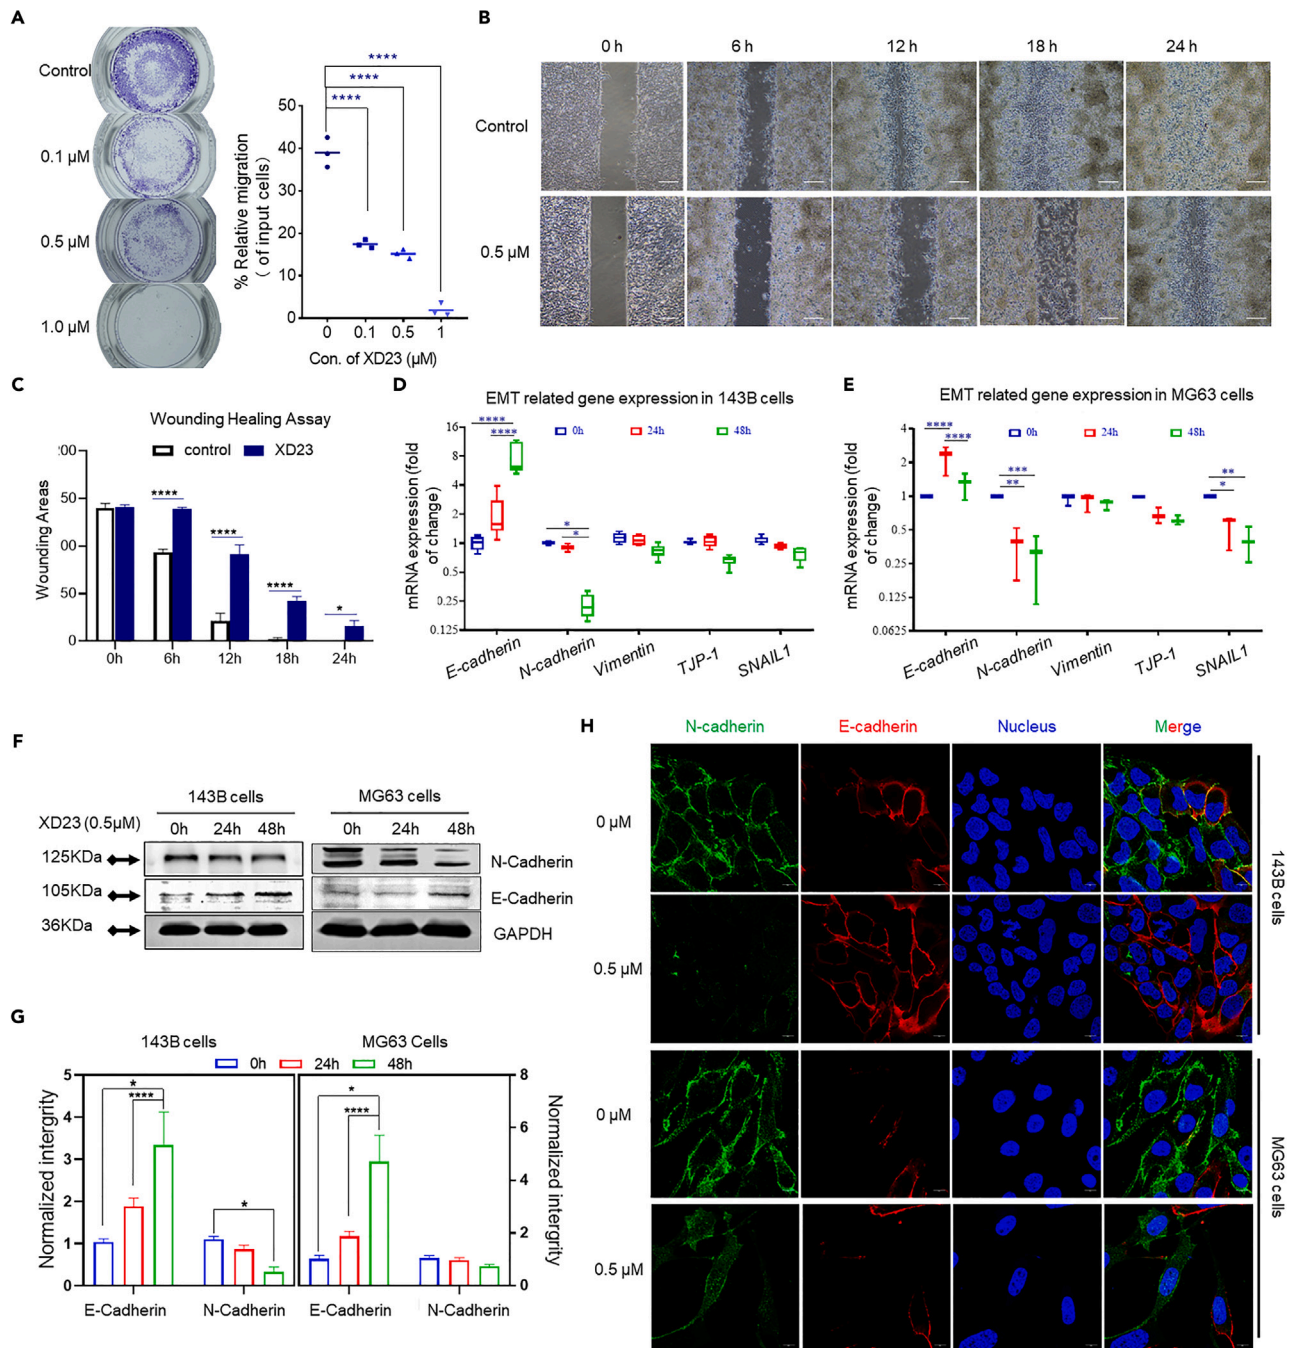 A
Control
0.1 µM
0.5 µM
1.0 µM
****
****
****
% Relative migration
( of input cells)
50
40
30
20
10
0
0 0.1 0.5 1
Con. of XD23 (µM)
B
0 h 6 h 12 h 18 h 24 h
Control
0.5 µM
C
Wounding Healing Assay
control XD23
Wounding Areas
00
50
00
50
0
****
****
****
*
0h 6h 12h 18h 24h
D
EMT related gene expression in 143B cells
0h 24h 48h
mRNA expression (fold
of change)
16
8
4
2
1
0.5
0.25
0.125
****
****
*
*
E-cadherin N-cadherin Vimentin TJP-1 SNAIL1
E
EMT related gene expression in MG63 cells
0h 24h 48h
mRNA expression (fold
of change)
4
2
1
0.5
0.25
0.125
0.0625
****
****
***
**
**
*
E-cadherin N-cadherin Vimentin TJP-1 SNAIL1
F
143B cells MG63 cells
XD23 (0.5µM) 0h 24h 48h 0h 24h 48h
125KDa N-Cadherin
105KDa E-Cadherin
36KDa GAPDH
G
143B cells MG63 Cells
0h 24h 48h
Normalized intergrity
5
4
3
2
1
0
*
****
*
*
****
8
6
4
2
0
Normalized intergrity
E-Cadherin N-Cadherin E-Cadherin N-Cadherin
H
N-cadherin E-cadherin Nucleus Merge
0 µM
0.5 µM
143B cells
0 µM
0.5 µM
MG63 cells